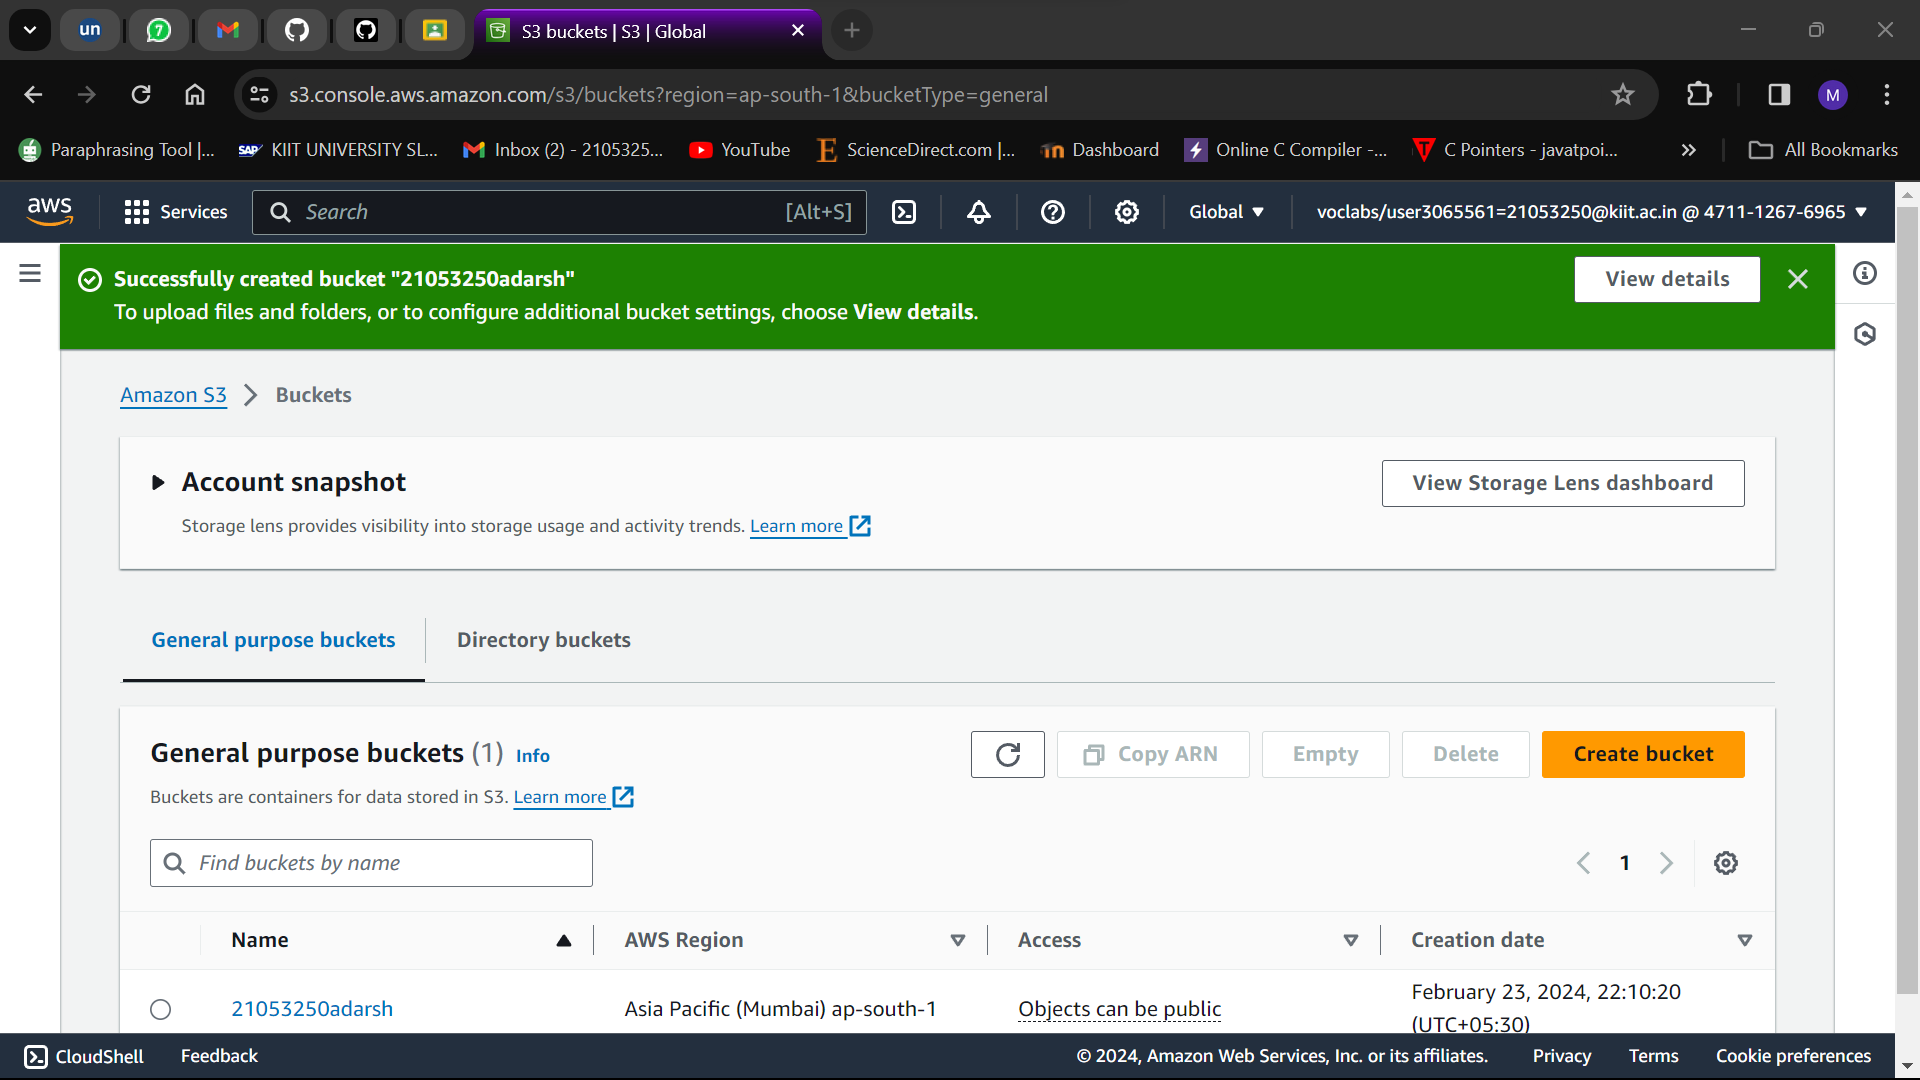 un
7
S3 buckets | S3 | Global
s3.console.aws.amazon.com/s3/buckets?region=ap-south-1&bucketType=general
M
Paraphrasing Tool |...
SAP
KIIT UNIVERSITY SL...
Inbox (2) - 2105325...
YouTube
E
ScienceDirect.com |...
Dashboard
Online C Compiler -...
C Pointers - javatpoi...
All Bookmarks
aws
Services
Search
[Alt+S]
Global
voclabs/user3065561=21053250@kiit.ac.in @ 4711-1267-6965
Successfully created bucket "21053250adarsh"
To upload files and folders, or to configure additional bucket settings, choose View details.
View details
Amazon S3
Buckets
Account snapshot
Storage lens provides visibility into storage usage and activity trends. Learn more
View Storage Lens dashboard
General purpose buckets
Directory buckets
General purpose buckets (1) Info
Buckets are containers for data stored in S3. Learn more
Copy ARN
Empty
Delete
Create bucket
Find buckets by name
1
Name
AWS Region
Access
Creation date
21053250adarsh
Asia Pacific (Mumbai) ap-south-1
Objects can be public
February 23, 2024, 22:10:20
(UTC+05:30)
CloudShell
Feedback
© 2024, Amazon Web Services, Inc. or its affiliates.
Privacy
Terms
Cookie preferences